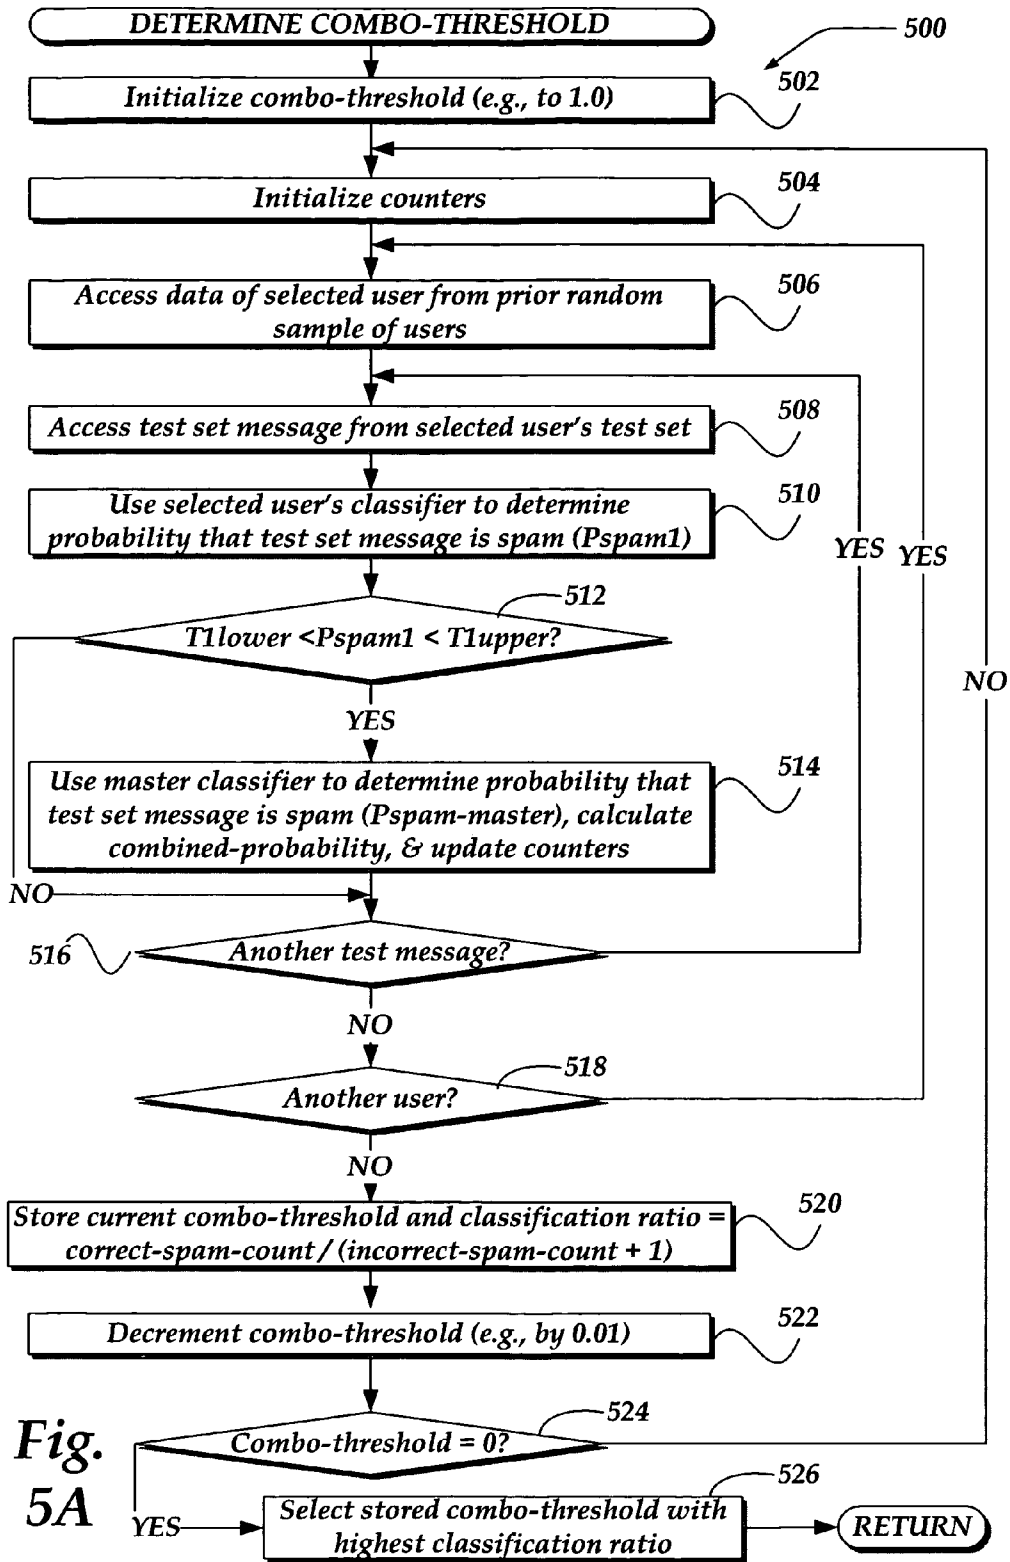 DETERMINE COMBO-THRESHOLD
500
Initialize combo-threshold (e.g., to 1.0)
502
Initialize counters
504
Access data of selected user from prior random
sample of users
506
Access test set message from selected user's test set
508
Use selected user's classifier to determine
probability that test set message is spam (Pspam1)
510
YES
YES
512
T1lower <Pspam1 < T1upper?
NO
YES
Use master classifier to determine probability that
test set message is spam (Pspam-master), calculate
combined-probability, & update counters
514
NO
Another test message?
516
NO
518
Another user?
NO
Store current combo-threshold and classification ratio =
correct-spam-count / (incorrect-spam-count + 1)
520
Decrement combo-threshold (e.g., by 0.01)
522
524
Combo-threshold = 0?
Fig.
5A
YES
526
Select stored combo-threshold with
highest classification ratio
RETURN